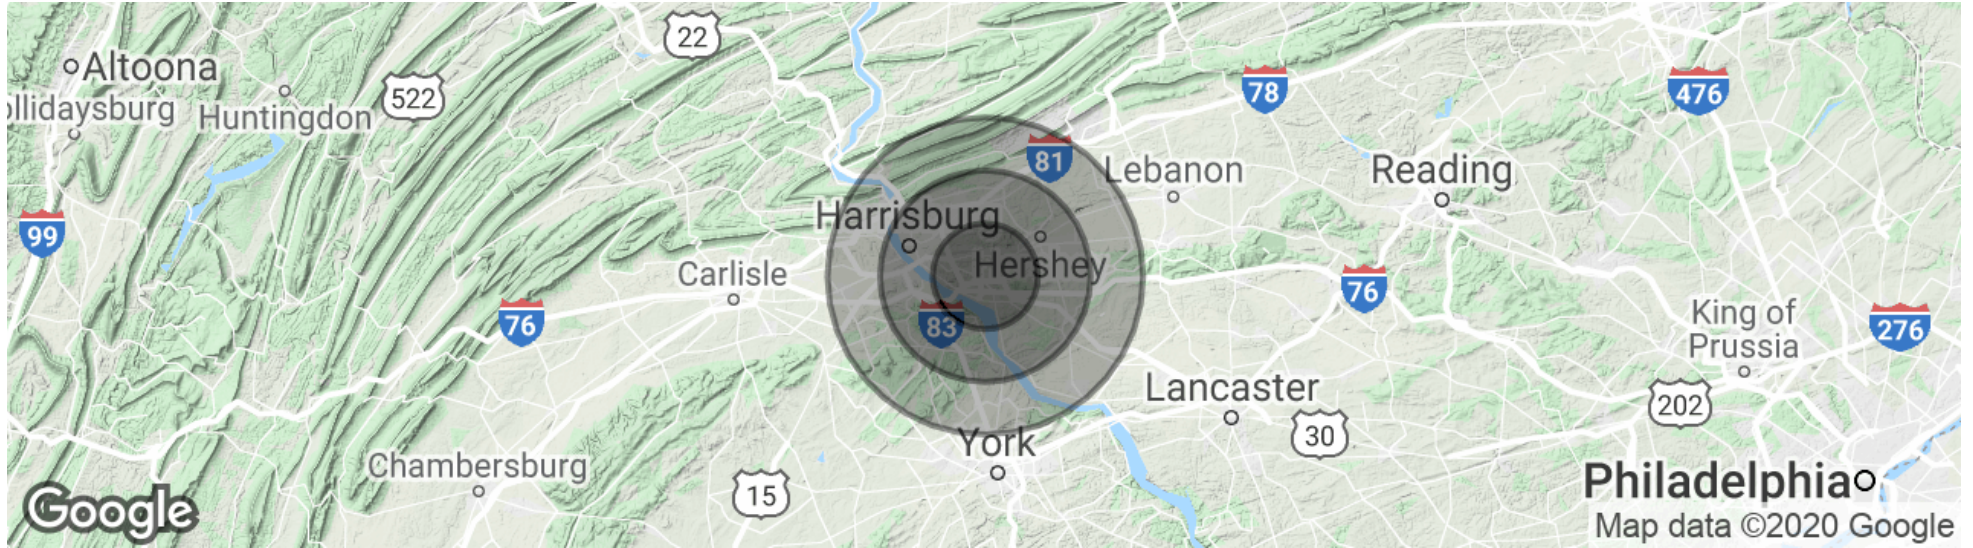 22
Altoona
ollidaysburg
Huntingdon
522
78
476
81
Lebanon
Reading
99
Harrisburg
Hershey
Carlisle
76
76
83
King of
Prussia
276
Lancaster
202
30
York
Chambersburg
15
Philadelphia
Google
Map data ©2020 Google